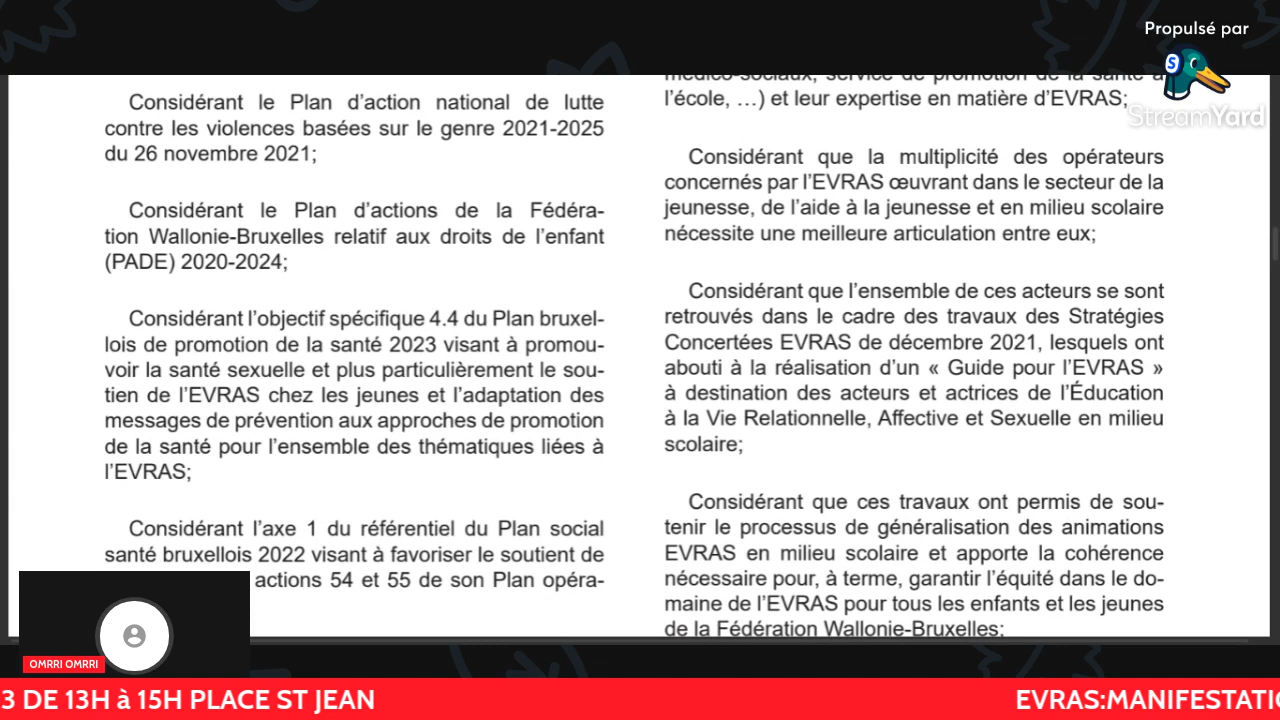 Propulsé par
StreamYard
Considérant le Plan d'action national de lutte
contre les violences basées sur le genre 2021-2025
du 26 novembre 2021;
Considérant le Plan d'actions de la Fédéra-
tion Wallonie-Bruxelles relatif aux droits de l'enfant
(PADE) 2020-2024;
Considérant l'objectif spécifique 4.4 du Plan bruxel-
lois de promotion de la santé 2023 visant à promou-
voir la santé sexuelle et plus particulièrement le sou-
tien de l'EVRAS chez les jeunes et l'adaptation des
messages de prévention aux approches de promotion
de la santé pour l'ensemble des thématiques liées à
l'EVRAS;
Considérant l'axe 1 du référentiel du Plan social
santé bruxellois 2022 visant à favoriser le soutient de
actions 54 et 55 de son Plan opéra-
médico-sociaux, service de promotion de la santé à
l'école, …) et leur expertise en matière d'EVRAS;
Considérant que la multiplicité des opérateurs
concernés par l'EVRAS œuvrant dans le secteur de la
jeunesse, de l'aide à la jeunesse et en milieu scolaire
nécessite une meilleure articulation entre eux;
Considérant que l'ensemble de ces acteurs se sont
retrouvés dans le cadre des travaux des Stratégies
Concertées EVRAS de décembre 2021, lesquels ont
abouti à la réalisation d'un « Guide pour l'EVRAS »
à destination des acteurs et actrices de l'Éducation
à la Vie Relationnelle, Affective et Sexuelle en milieu
scolaire;
Considérant que ces travaux ont permis de sou-
tenir le processus de généralisation des animations
EVRAS en milieu scolaire et apporte la cohérence
nécessaire pour, à terme, garantir l'équité dans le do-
maine de l'EVRAS pour tous les enfants et les jeunes
de la Fédération Wallonie-Bruxelles;
OMRRI OMRRI
3 DE 13H à 15H PLACE ST JEAN
EVRAS:MANIFESTATIO